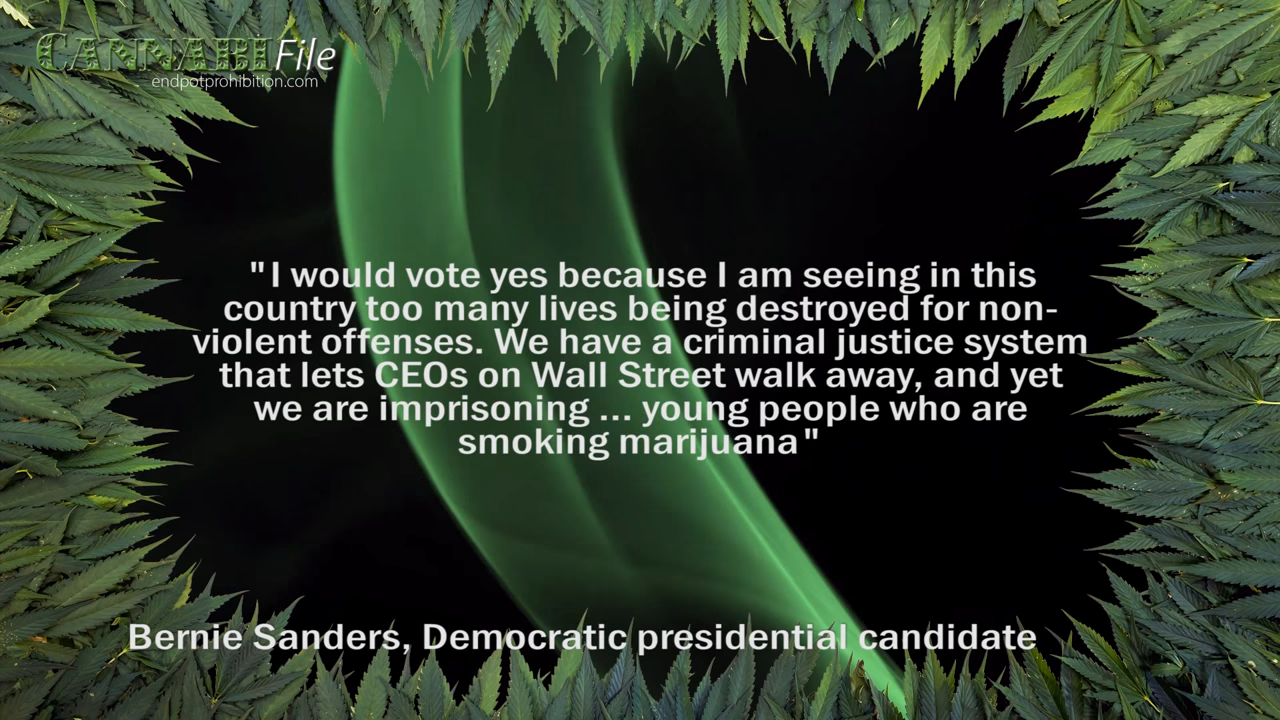 CANNABIFile
endpotprohibition.com
"I would vote yes because I am seeing in this
country too many lives being destroyed for non-
violent offenses. We have a criminal justice system
that lets CEOs on Wall Street walk away, and yet
we are imprisoning ... young people who are
smoking marijuana"
Bernie Sanders, Democratic presidential candidate